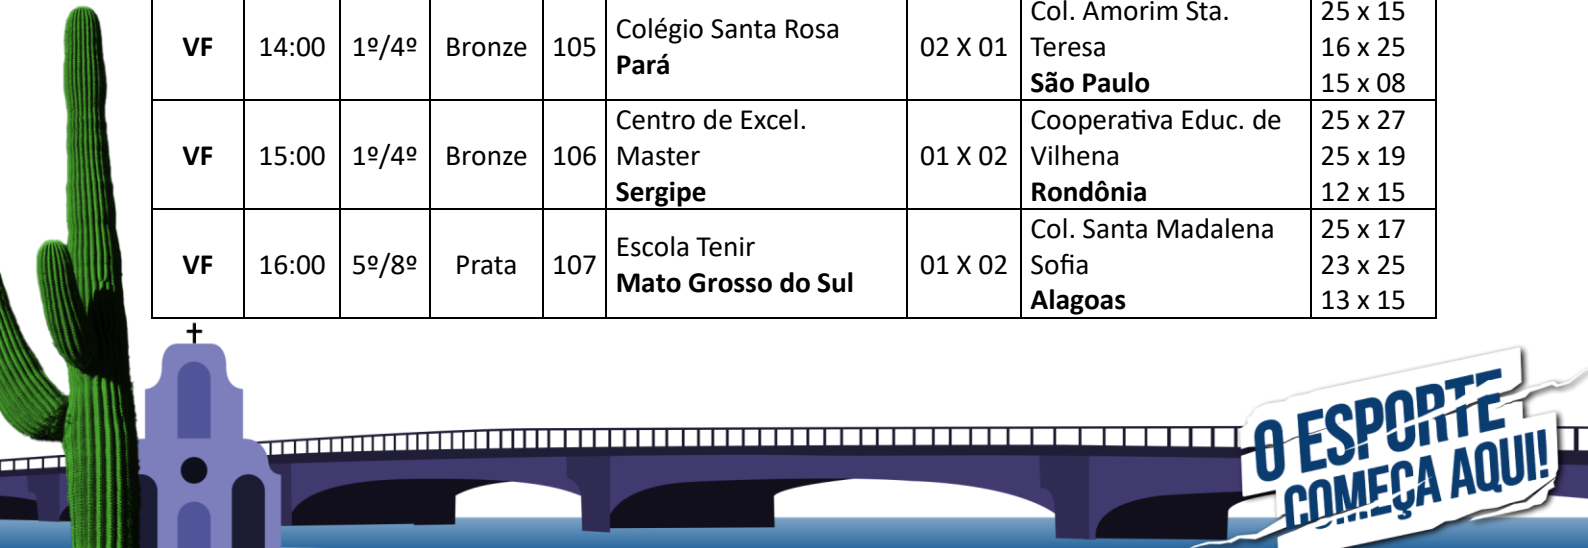 VF 14:00 1º/4º Bronze 105 Colégio Santa Rosa
Pará 02 X 01 Col. Amorim Sta.
Teresa
São Paulo 25 x 15
16 x 25
15 x 08
VF 15:00 1º/4º Bronze 106 Centro de Excel.
Master
Sergipe 01 X 02 Cooperativa Educ. de
Vilhena
Rondônia 25 x 27
25 x 19
12 x 15
VF 16:00 5º/8º Prata 107 Escola Tenir
Mato Grosso do Sul 01 X 02 Col. Santa Madalena
Sofia
Alagoas 25 x 17
23 x 25
13 x 15
O ESPORTE
COMEÇA AQUI!